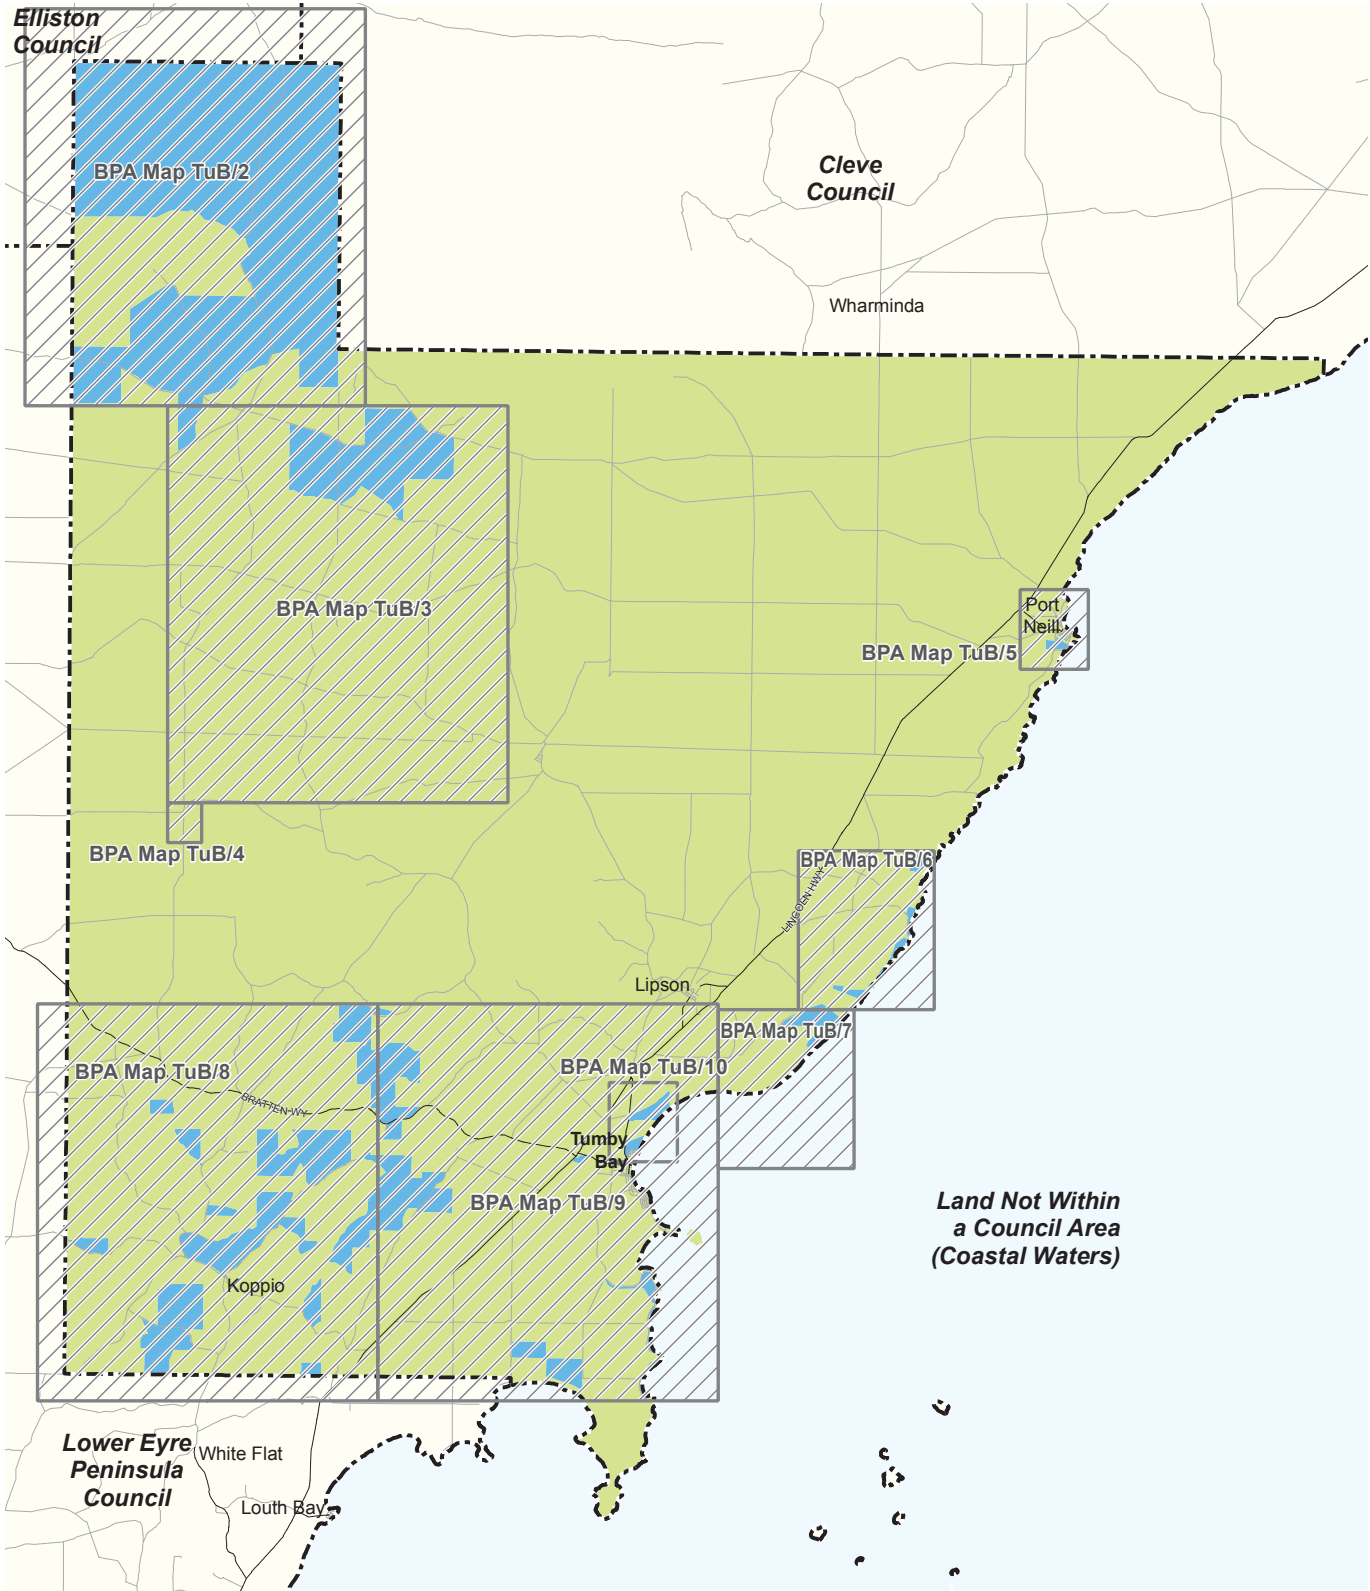 Elliston
Council
BPA Map TuB/2
Cleve
Council
Wharminda
BPA Map TuB/3
Port
Neill
BPA Map TuB/5
BPA Map TuB/4
BPA Map TuB/6
LINCOLN HWY
Lipson
BPA Map TuB/7
BPA Map TuB/10
BPA Map TuB/8
BRATTEN WY
Tumby
Bay
BPA Map TuB/9
Land Not Within
a Council Area
(Coastal Waters)
Koppio
Lower Eyre
Peninsula
Council
White Flat
Louth Bay